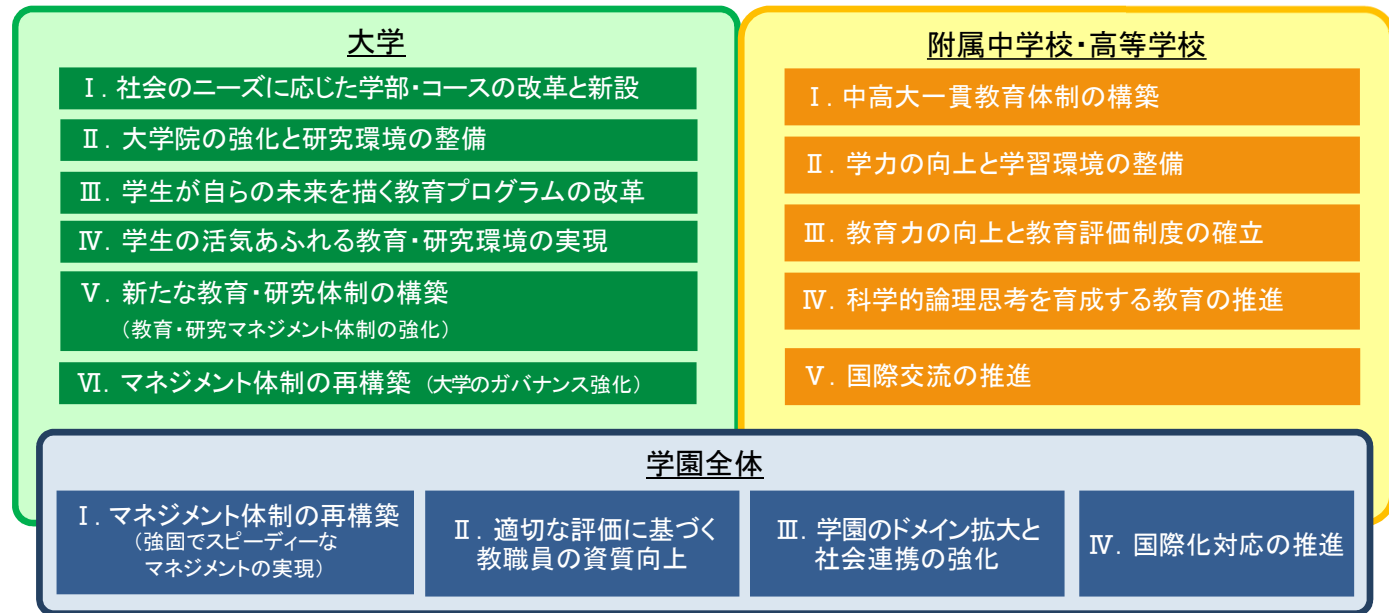 大学
Ⅰ. 社会のニーズに応じた学部・コースの改革と新設
Ⅱ. 大学院の強化と研究環境の整備
Ⅲ. 学生が自らの未来を描く教育プログラムの改革
Ⅳ. 学生の活気あふれる教育・研究環境の実現
Ⅴ. 新たな教育・研究体制の構築
（教育・研究マネジメント体制の強化）
Ⅵ. マネジメント体制の再構築（大学のガバナンス強化）
附属中学校・高等学校
Ⅰ. 中高大一貫教育体制の構築
Ⅱ. 学力の向上と学習環境の整備
Ⅲ. 教育力の向上と教育評価制度の確立
Ⅳ. 科学的論理思考を育成する教育の推進
Ⅴ. 国際交流の推進
学園全体
Ⅰ. マネジメント体制の再構築
（強固でスピーディーな
マネジメントの実現）
Ⅱ. 適切な評価に基づく
教職員の資質向上
Ⅲ. 学園のドメイン拡大と
社会連携の強化
Ⅳ. 国際化対応の推進